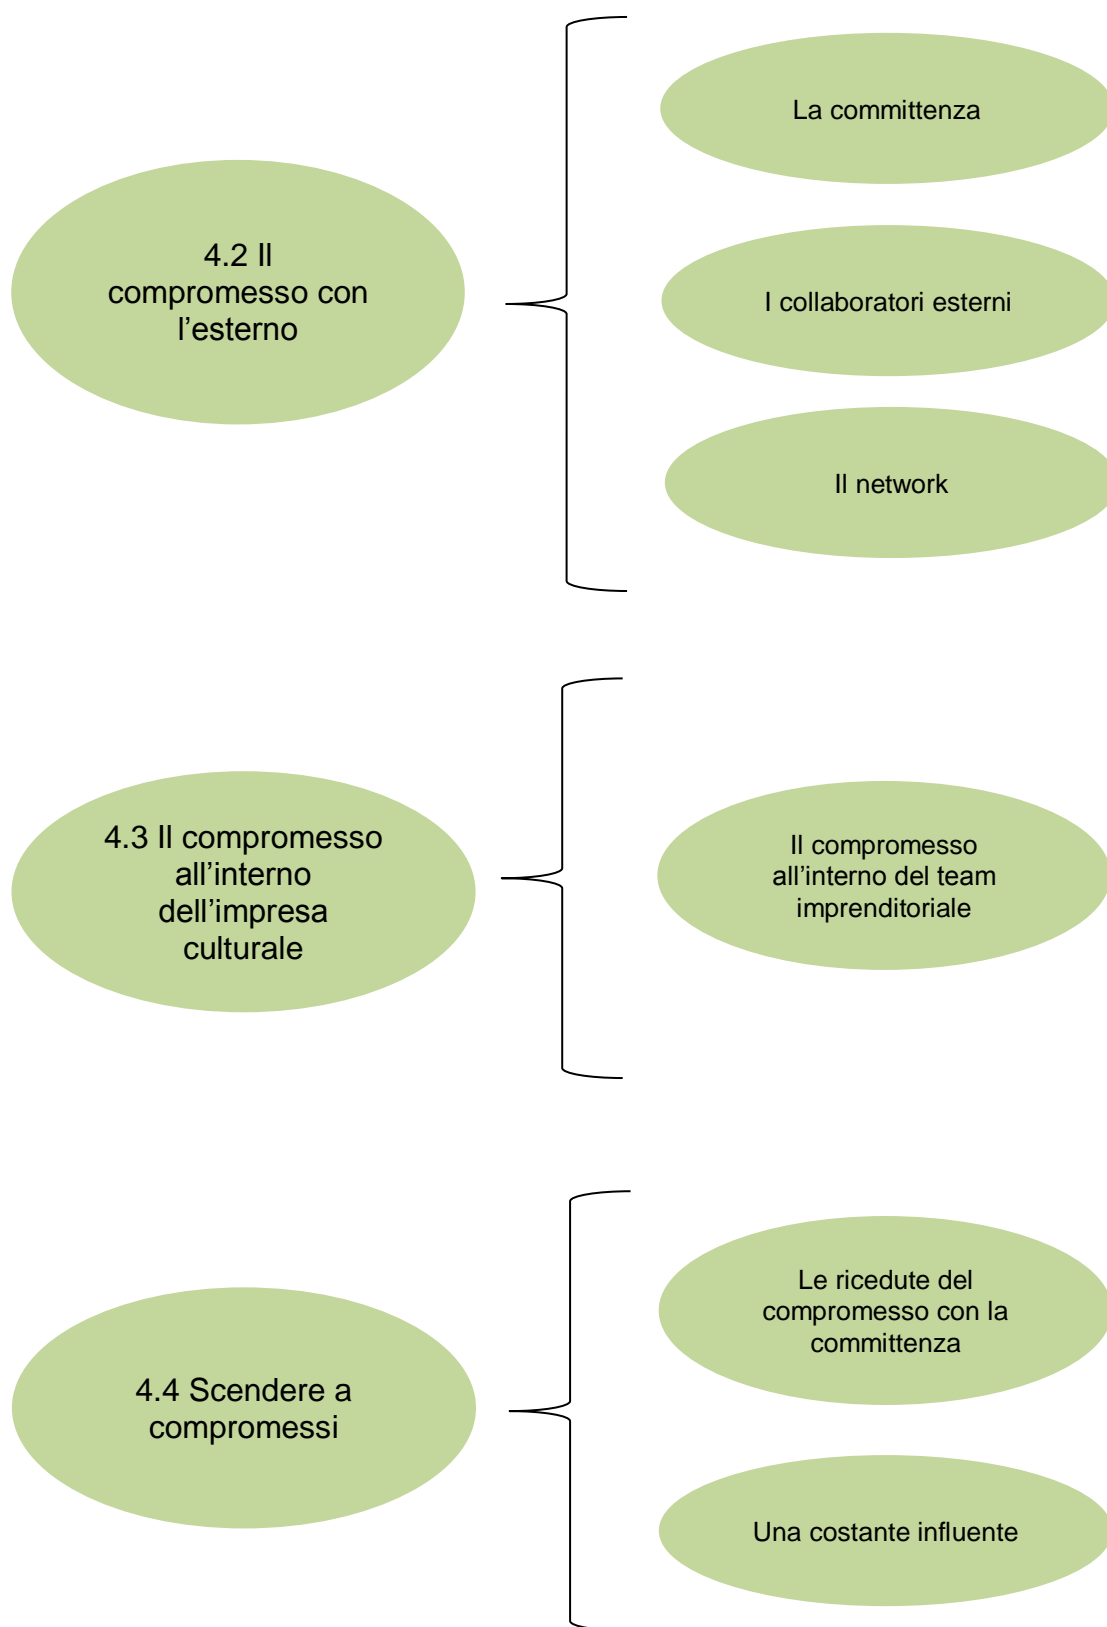 4.2 Il
compromesso con
l’esterno
La committenza
I collaboratori esterni
Il network
4.3 Il compromesso
all’interno
dell’impresa
culturale
Il compromesso
all’interno del team
imprenditoriale
4.4 Scendere a
compromessi
Le ricedute del
compromesso con la
committenza
Una costante influente